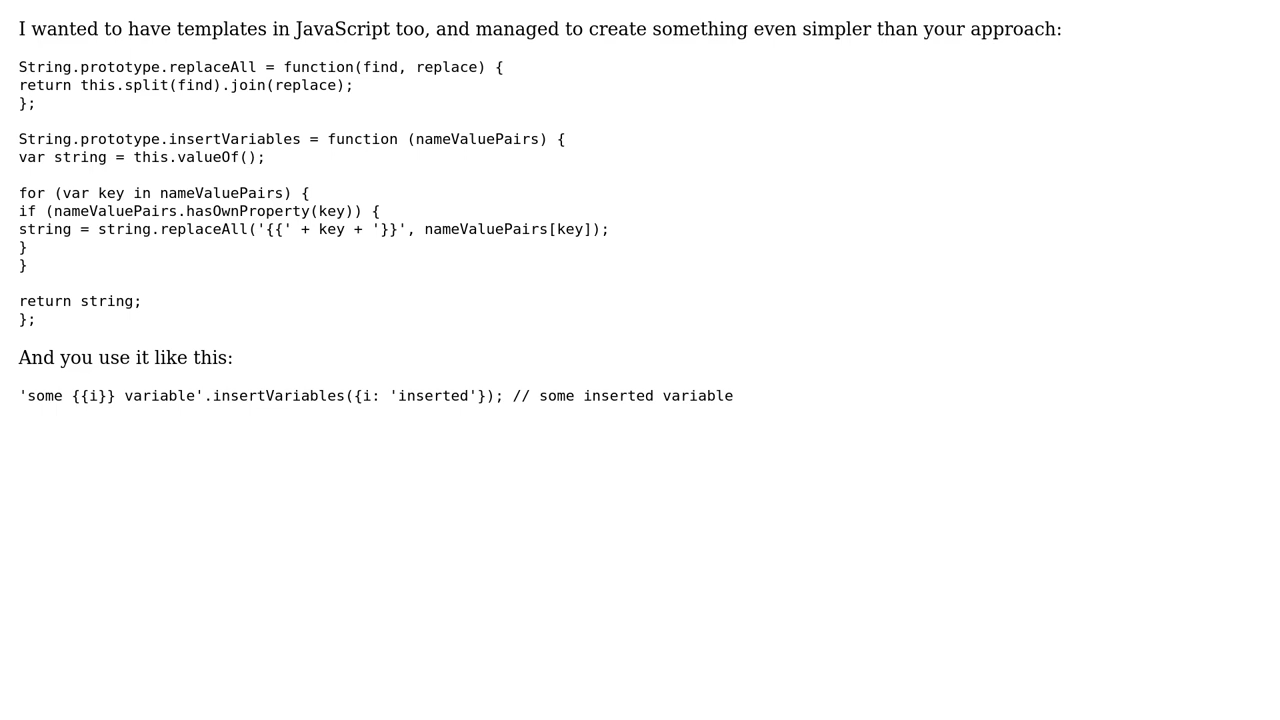 I wanted to have templates in JavaScript too, and managed to create something even simpler than your approach:
String.prototype.replaceAll = function(find, replace) {
return this.split(find).join(replace);
};
String.prototype.insertVariables = function (nameValuePairs) {
var string = this.valueOf();
for (var key in nameValuePairs) {
if (nameValuePairs.hasOwnProperty(key)) {
string = string.replaceAll('{{' + key + '}}', nameValuePairs[key]);
}
}
return string;
};
And you use it like this:
'some {{i}} variable'.insertVariables({i: 'inserted'}); // some inserted variable